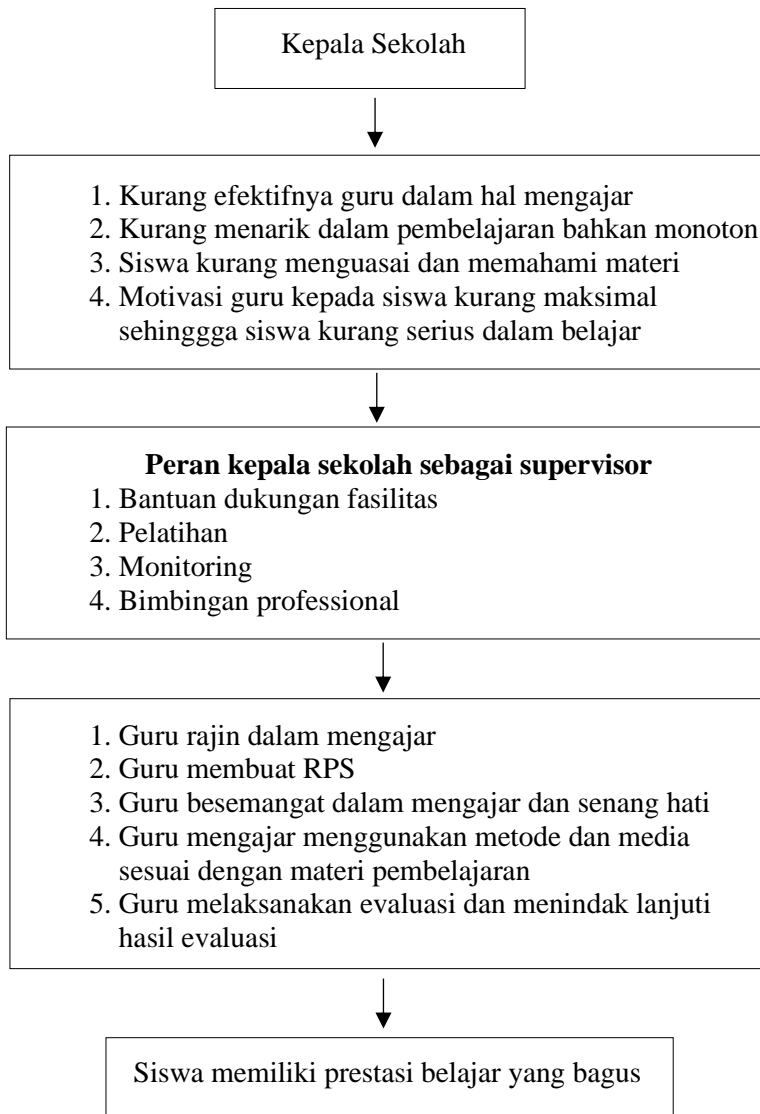 Kepala Sekolah
1. Kurang efektifnya guru dalam hal mengajar
2. Kurang menarik dalam pembelajaran bahkan monoton
3. Siswa kurang menguasai dan memahami materi
4. Motivasi guru kepada siswa kurang maksimal
sehinggga siswa kurang serius dalam belajar
Peran kepala sekolah sebagai supervisor
1. Bantuan dukungan fasilitas
2. Pelatihan
3. Monitoring
4. Bimbingan professional
1. Guru rajin dalam mengajar
2. Guru membuat RPS
3. Guru besemangat dalam mengajar dan senang hati
4. Guru mengajar menggunakan metode dan media
sesuai dengan materi pembelajaran
5. Guru melaksanakan evaluasi dan menindak lanjuti
hasil evaluasi
Siswa memiliki prestasi belajar yang bagus